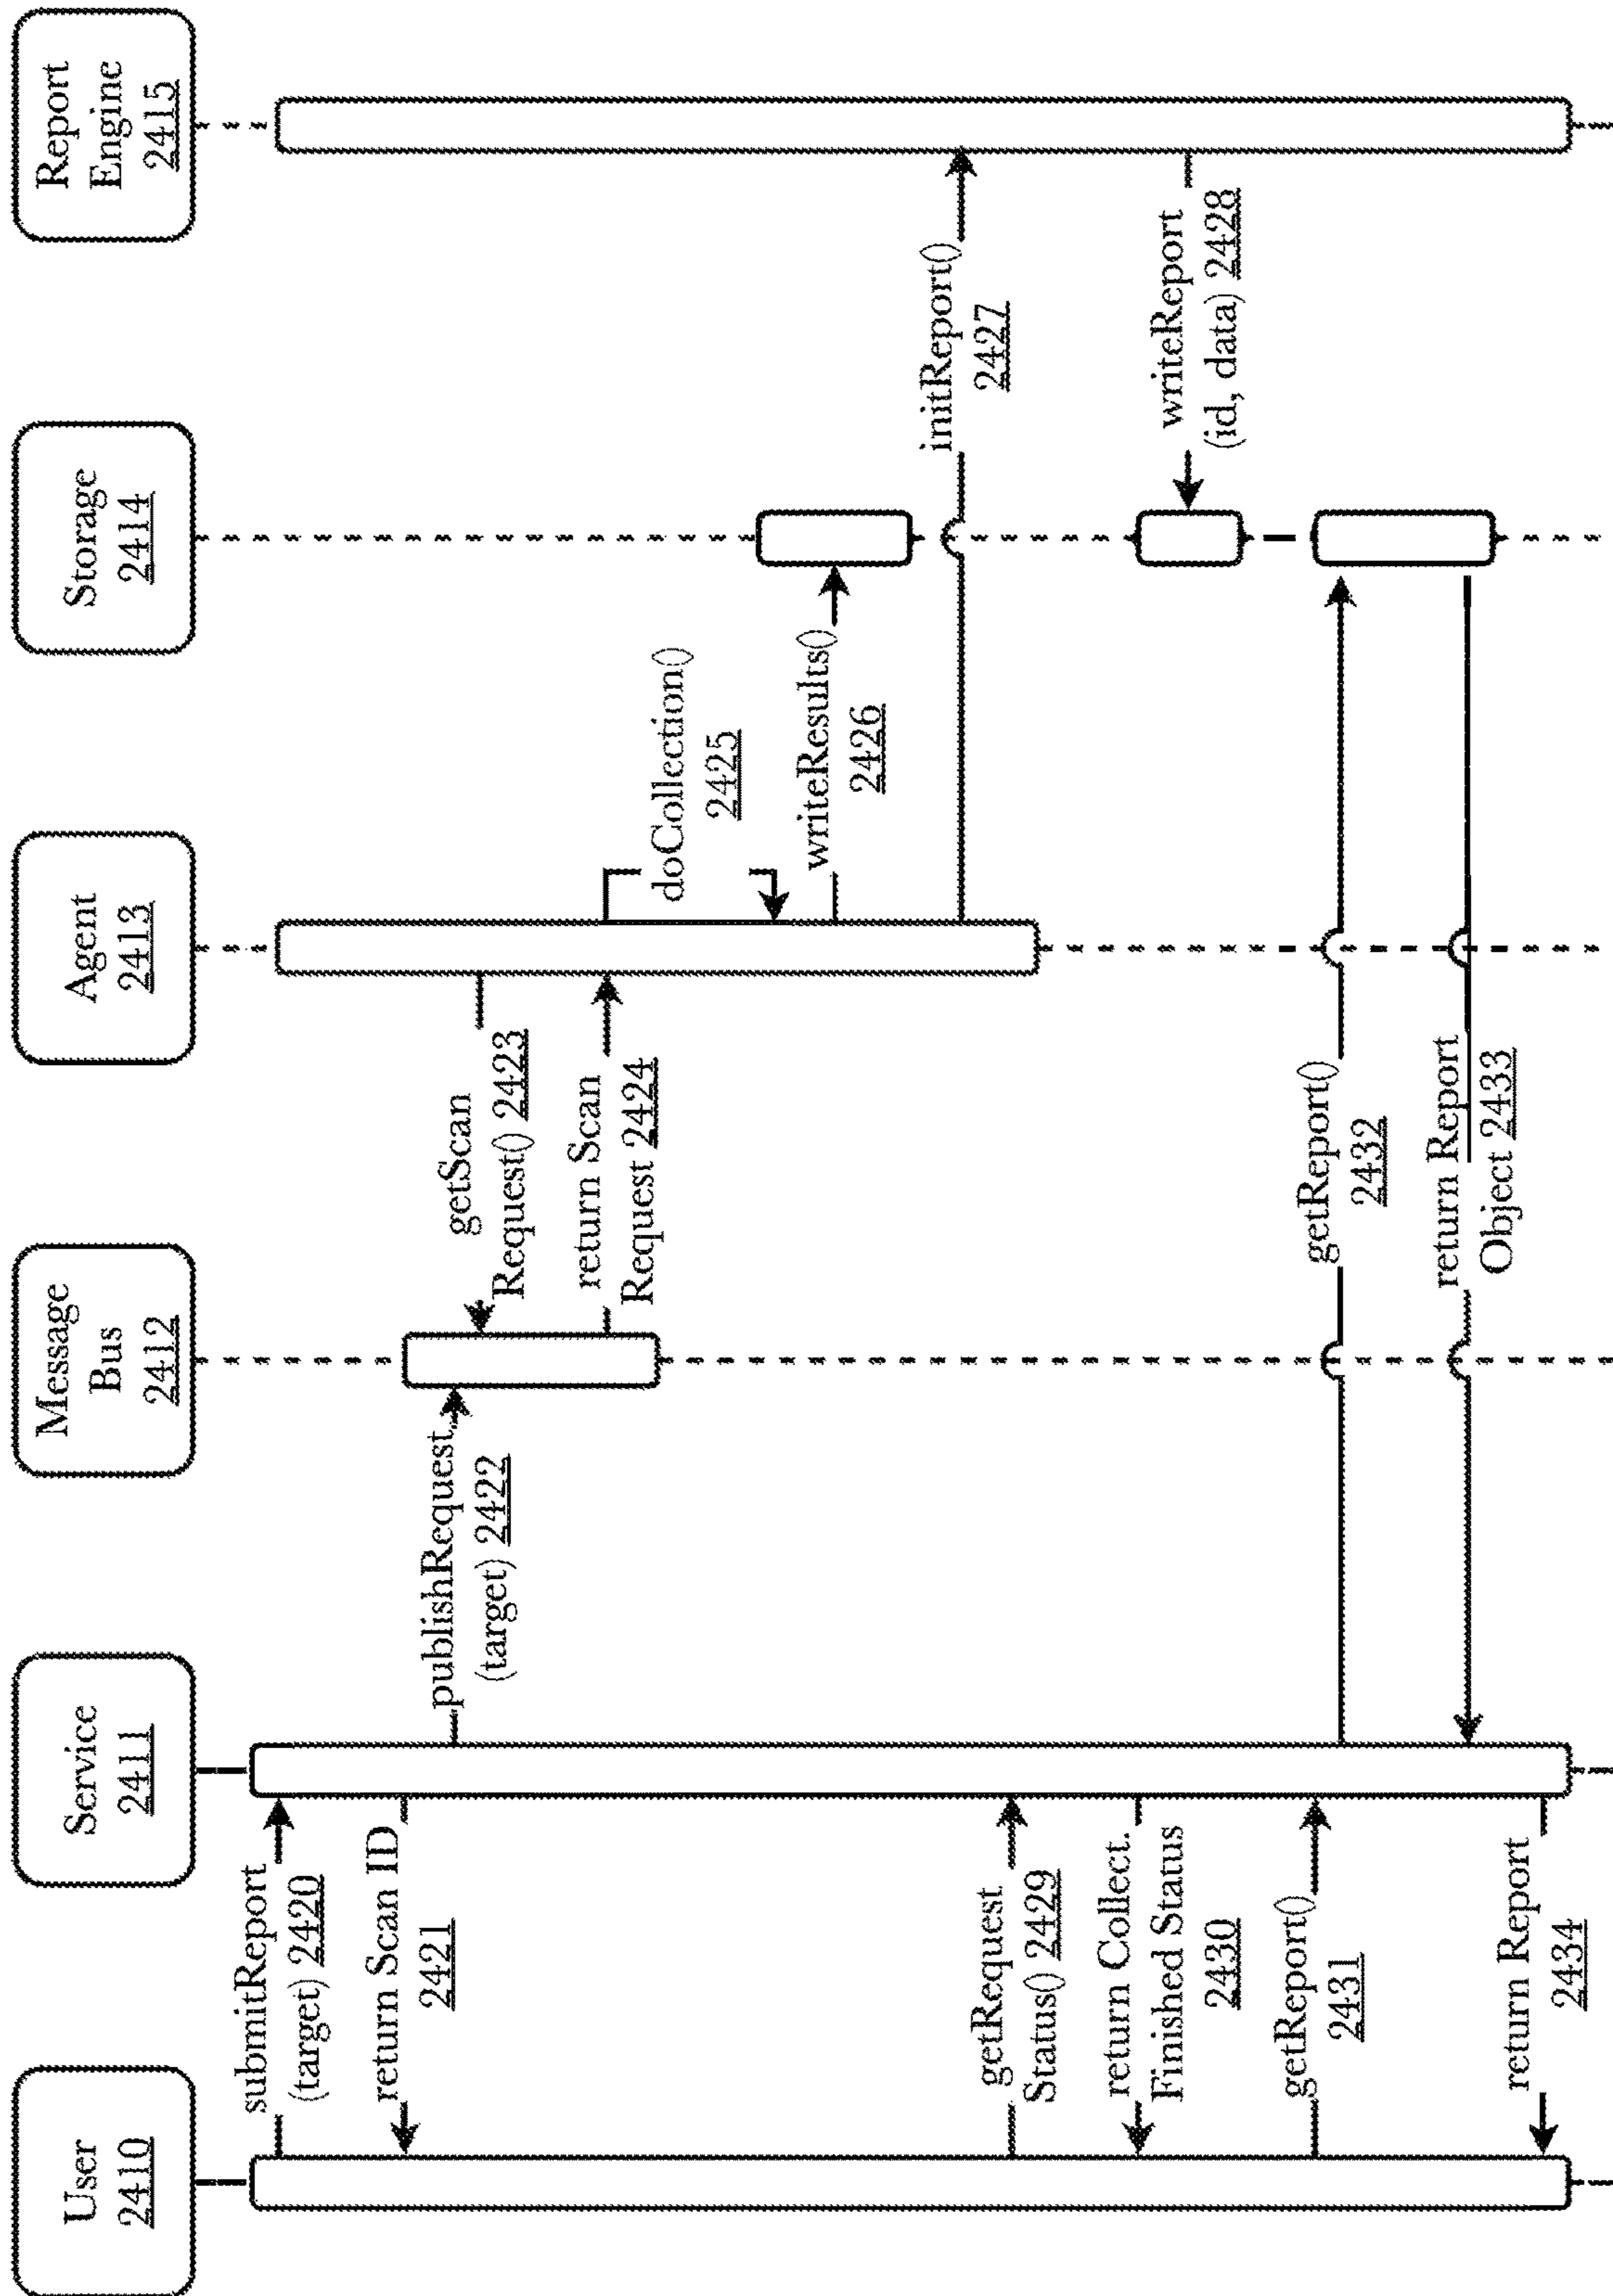 User
2410
Service
2411
Message
Bus
2412
Agent
2413
Storage
2414
Report
Engine
2415
submitReport
(target) 2420
return Scan ID
2421
publishRequest
(target) 2422
getScan
Request() 2423
return Scan
Request 2424
doCollection()
2425
writeResults()
2426
initReport()
2427
getRequest
Status() 2429
return Collect.
Finished Status
2430
writeReport
(id, data) 2428
getReport()
2431
getReport()
2432
return Report
Object 2433
return Report
2434